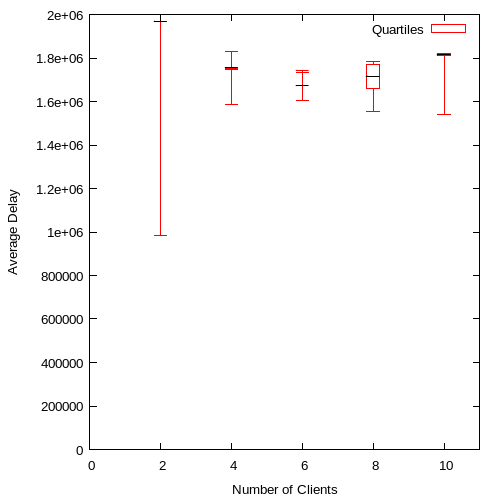 2e+06
Quartiles
1.8e+06
1.6e+06
1.4e+06
1.2e+06
1e+06
800000
600000
400000
200000
0
Average Delay
0 2 4 6 8 10
Number of Clients